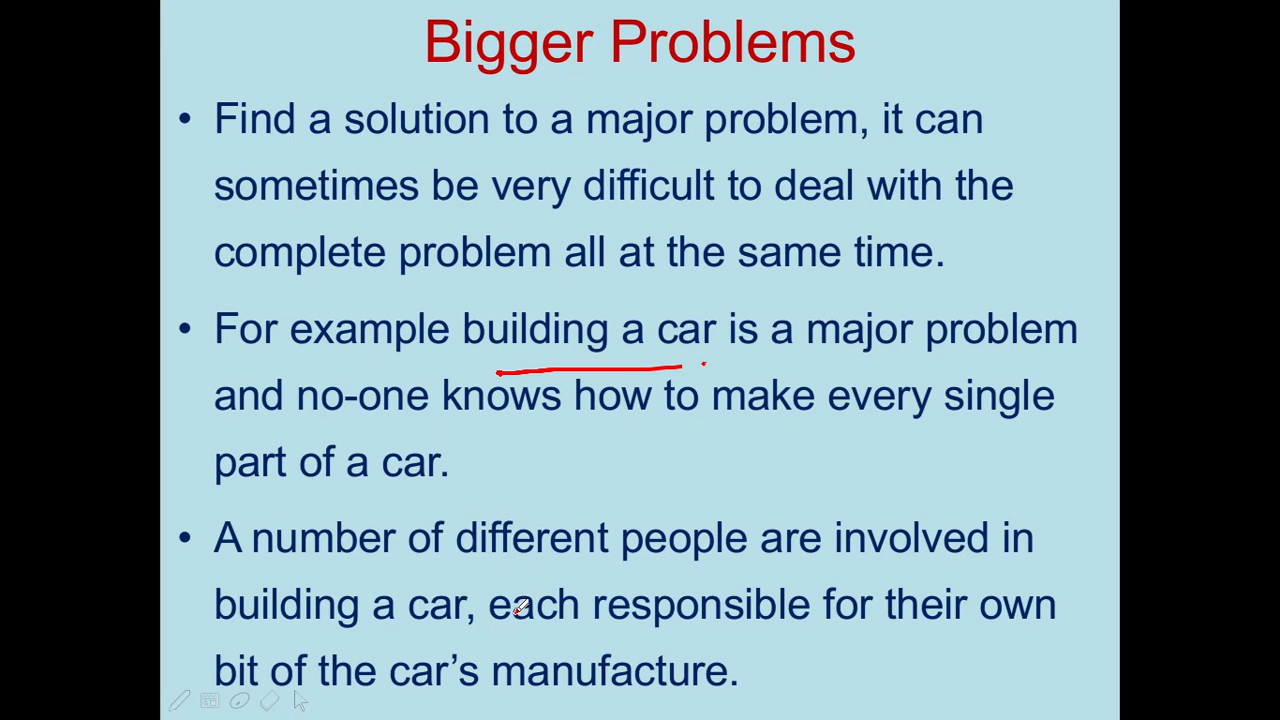 Bigger Problems
• Find a solution to a major problem, it can
sometimes be very difficult to deal with the
complete problem all at the same time.
• For example building a car is a major problem
and no-one knows how to make every single
part of a car.
• A number of different people are involved in
building a car, each responsible for their own
bit of the car’s manufacture.